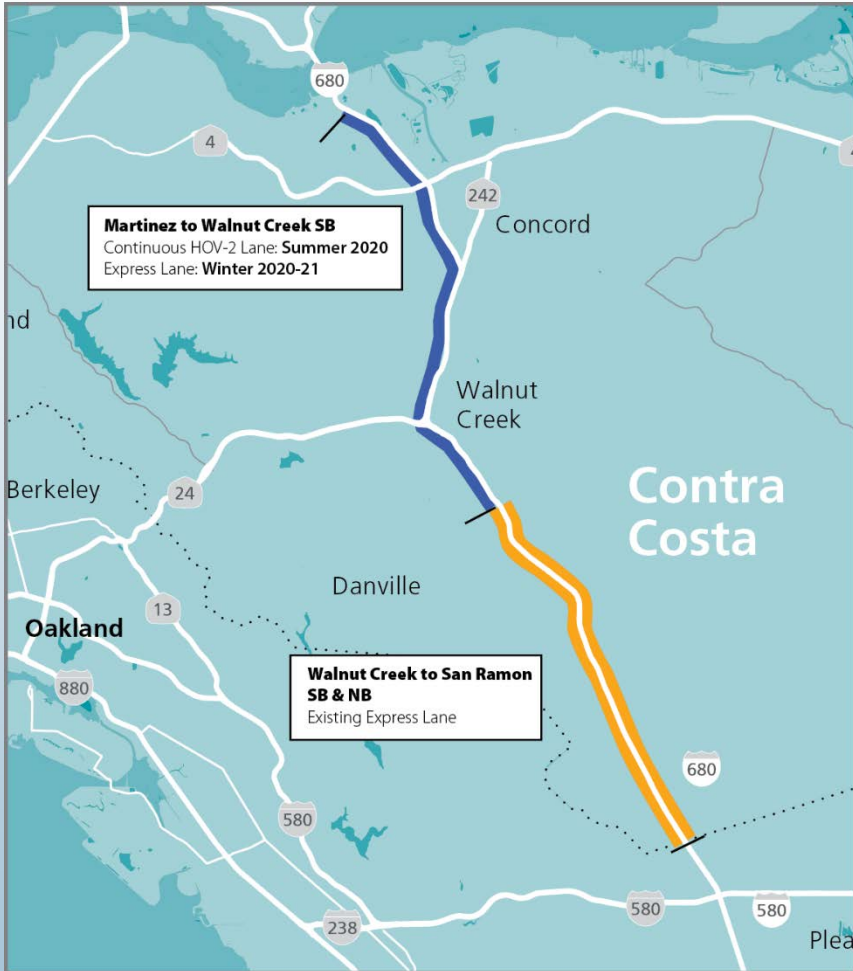 680
4
4
242
Concord
Martinez to Walnut Creek SB
Continuous HOV-2 Lane: Summer 2020
Express Lane: Winter 2020-21
nd
Walnut
Creek
Contra
Costa
Berkeley
24
Danville
13
Oakland
Walnut Creek to San Ramon
SB & NB
Existing Express Lane
880
680
580
580
580
238
Plea